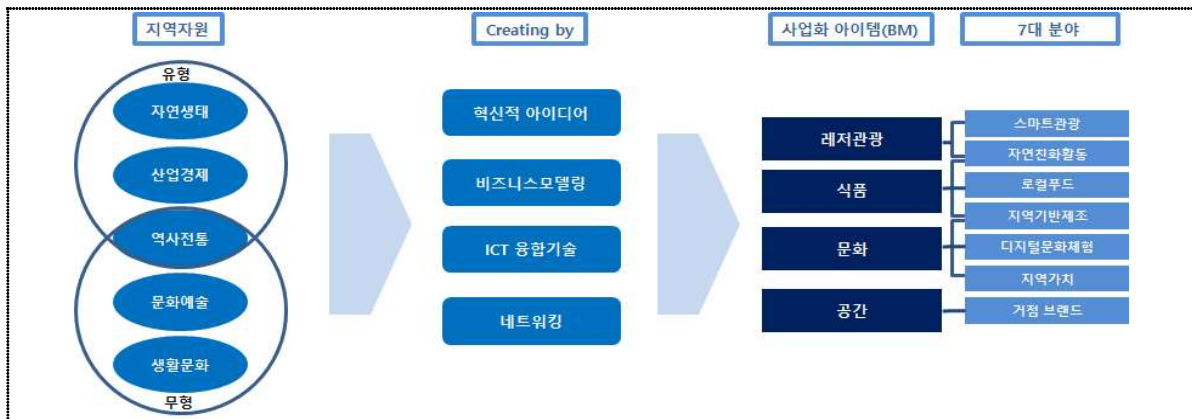 지역자원
Creating by
사업화 아이템(BM)
7대 분야
유형
자연생태
산업경제
역사전통
문화예술
생활문화
무형
혁신적 아이디어
비즈니스모델링
ICT 융합기술
네트워킹
레저관광
식품
문화
공간
스마트관광
자연친화활동
로컬푸드
지역기반제조
디지털문화체험
지역가치
거점 브랜드